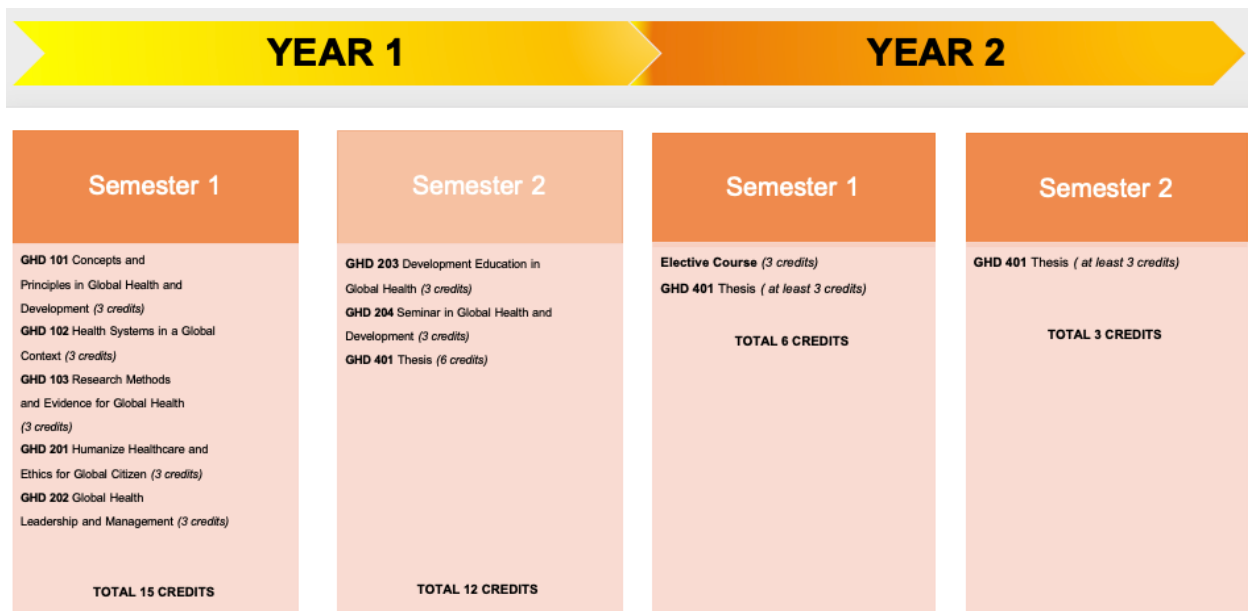 YEAR 1
YEAR 2
Semester 1
GHD 101 Concepts and
Principles in Global Health and
Development (3 credits)
GHD 102 Health Systems in a Global
Context (3 credits)
GHD 103 Research Methods
and Evidence for Global Health
(3 credits)
GHD 201 Humanize Healthcare and
Ethics for Global Citizen (3 credits)
GHD 202 Global Health
Leadership and Management (3 credits)
TOTAL 15 CREDITS
Semester 2
GHD 203 Development Education in
Global Health (3 credits)
GHD 204 Seminar in Global Health and
Development (3 credits)
GHD 401 Thesis (6 credits)
TOTAL 12 CREDITS
Semester 1
Elective Course (3 credits)
GHD 401 Thesis ( at least 3 credits)
TOTAL 6 CREDITS
Semester 2
GHD 401 Thesis ( at least 3 credits)
TOTAL 3 CREDITS